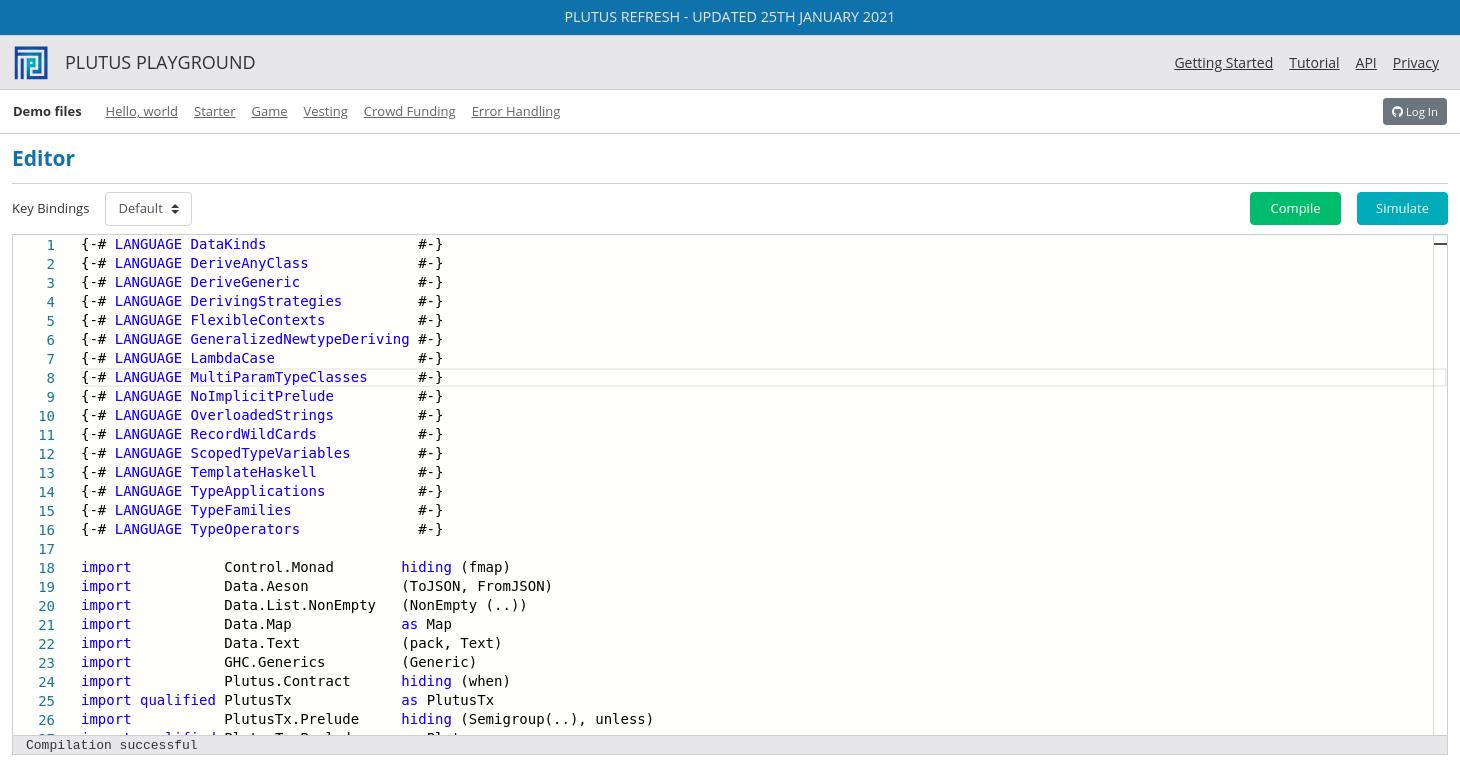 PLUTUS REFRESH - UPDATED 25TH JANUARY 2021
PLUTUS PLAYGROUND
Getting Started Tutorial API Privacy
Demo files Hello, world Starter Game Vesting Crowd Funding Error Handling Log In
Editor
Key Bindings Default Compile Simulate
1 {-# LANGUAGE DataKinds #-}
2 {-# LANGUAGE DeriveAnyClass #-}
3 {-# LANGUAGE DeriveGeneric #-}
4 {-# LANGUAGE DerivingStrategies #-}
5 {-# LANGUAGE FlexibleContexts #-}
6 {-# LANGUAGE GeneralizedNewtypeDeriving #-}
7 {-# LANGUAGE LambdaCase #-}
8 {-# LANGUAGE MultiParamTypeClasses #-}
9 {-# LANGUAGE NoImplicitPrelude #-}
10 {-# LANGUAGE OverloadedStrings #-}
11 {-# LANGUAGE RecordWildCards #-}
12 {-# LANGUAGE ScopedTypeVariables #-}
13 {-# LANGUAGE TemplateHaskell #-}
14 {-# LANGUAGE TypeApplications #-}
15 {-# LANGUAGE TypeFamilies #-}
16 {-# LANGUAGE TypeOperators #-}
17
18 import Control.Monad hiding (fmap)
19 import Data.Aeson (ToJSON, FromJSON)
20 import Data.List.NonEmpty (NonEmpty (..))
21 import Data.Map as Map
22 import Data.Text (pack, Text)
23 import GHC.Generics (Generic)
24 import Plutus.Contract hiding (when)
25 import qualified PlutusTx as PlutusTx
26 import PlutusTx.Prelude hiding (Semigroup(..), unless)
Compilation successful